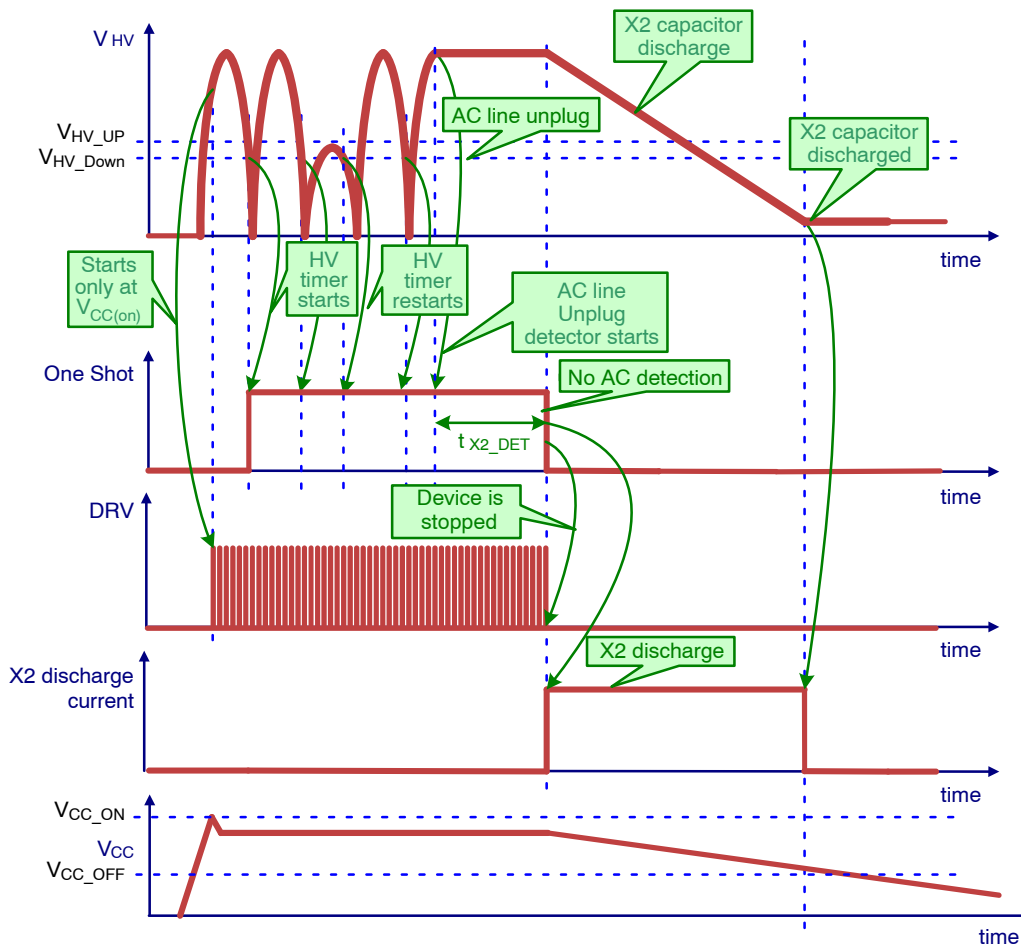 V HV
X2 capacitor
discharge
AC line unplug
VHV_UP
VHV_Down
X2 capacitor
discharged
time
Starts
only at
VCC(on)
HV
timer
starts
HV
timer
restarts
AC line
Unplug
detector starts
One Shot
No AC detection
t X2_DET
time
DRV
Device is
stopped
time
X2 discharge
X2 discharge
current
time
VCC_ON
VCC
VCC_OFF
time